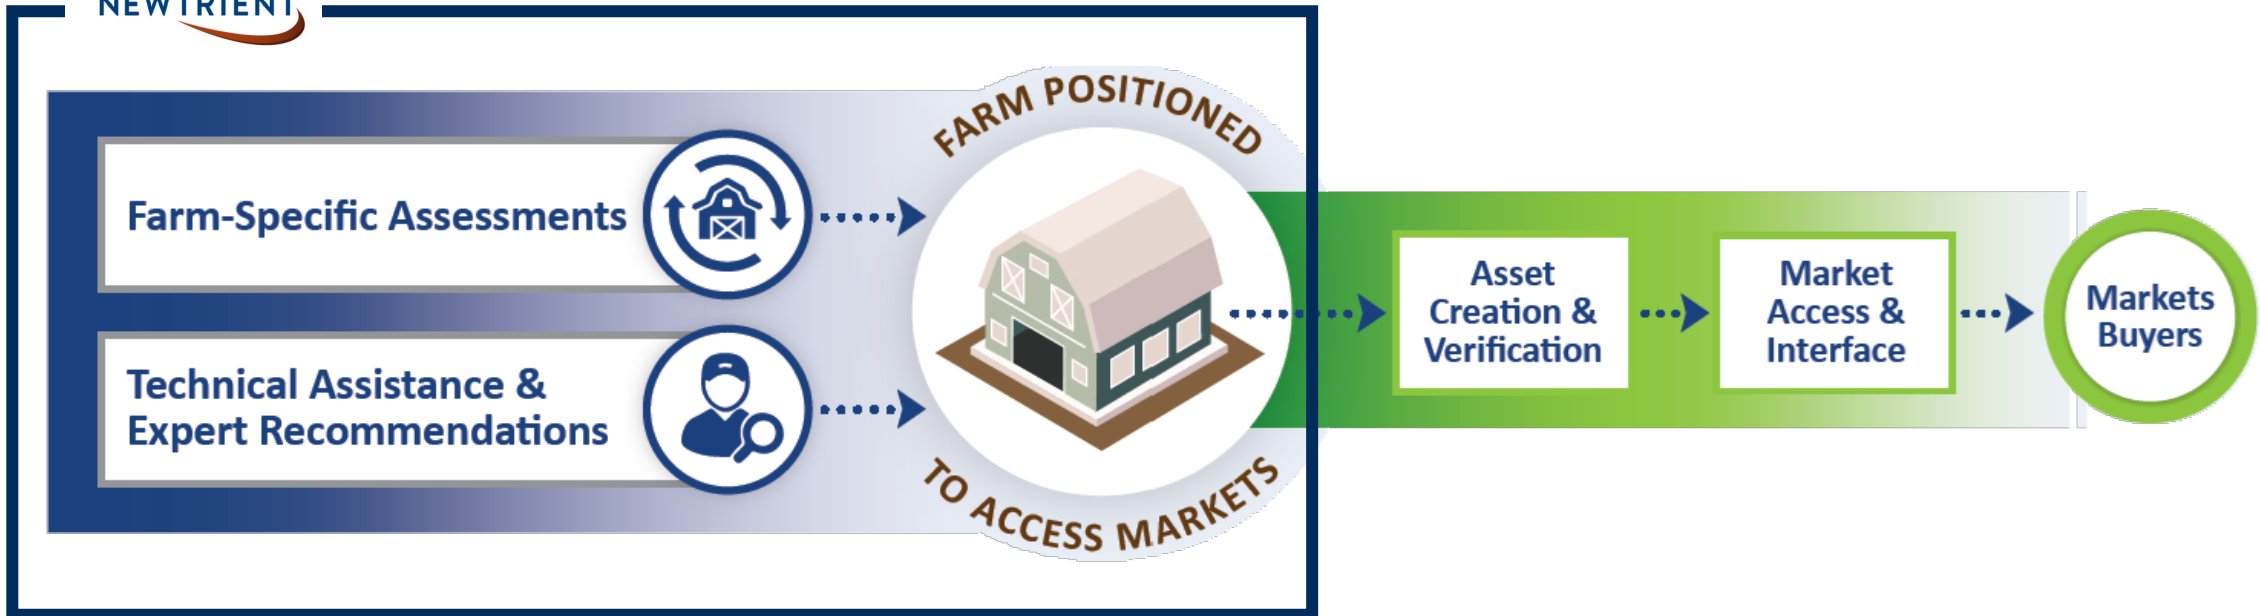 NEWTRIENT
FARM POSITIONED
Farm-Specific Assessments
Technical Assistance &
Expert Recommendations
TO ACCESS MARKETS
Asset
Creation &
Verification
Market
Access &
Interface
Markets
Buyers